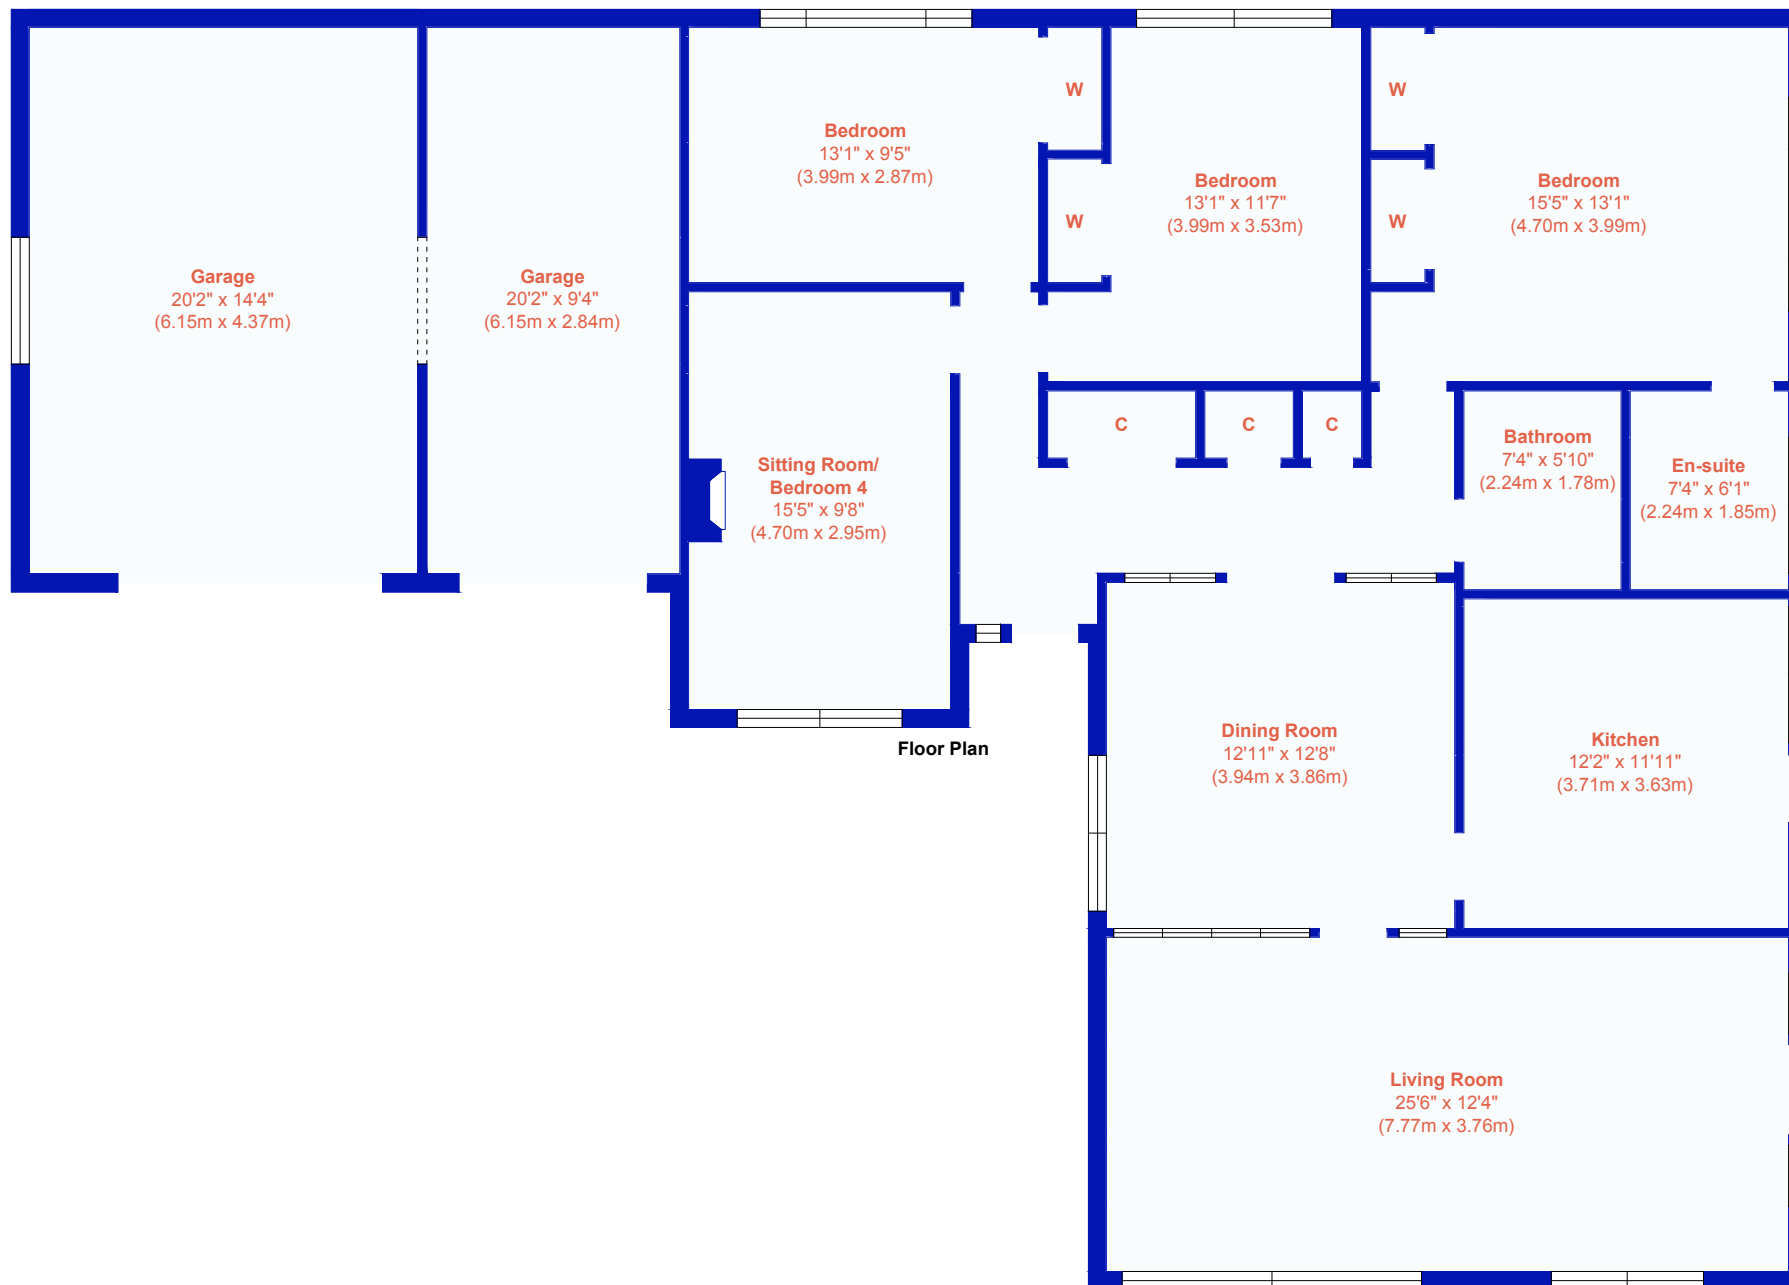 W
W
Bedroom
13'1" x 9'5"
(3.99m x 2.87m)
Bedroom
13'1" x 11'7"
(3.99m x 3.53m)
Bedroom
15'5" x 13'1"
(4.70m x 3.99m)
W
W
Garage
20'2" x 14'4"
(6.15m x 4.37m)
Garage
20'2" x 9'4"
(6.15m x 2.84m)
C
C
C
Bathroom
7'4" x 5'10"
(2.24m x 1.78m)
En-suite
7'4" x 6'1"
(2.24m x 1.85m)
Sitting Room/
Bedroom 4
15'5" x 9'8"
(4.70m x 2.95m)
Dining Room
12'11" x 12'8"
(3.94m x 3.86m)
Kitchen
12'2" x 11'11"
(3.71m x 3.63m)
Floor Plan
Living Room
25'6" x 12'4"
(7.77m x 3.76m)